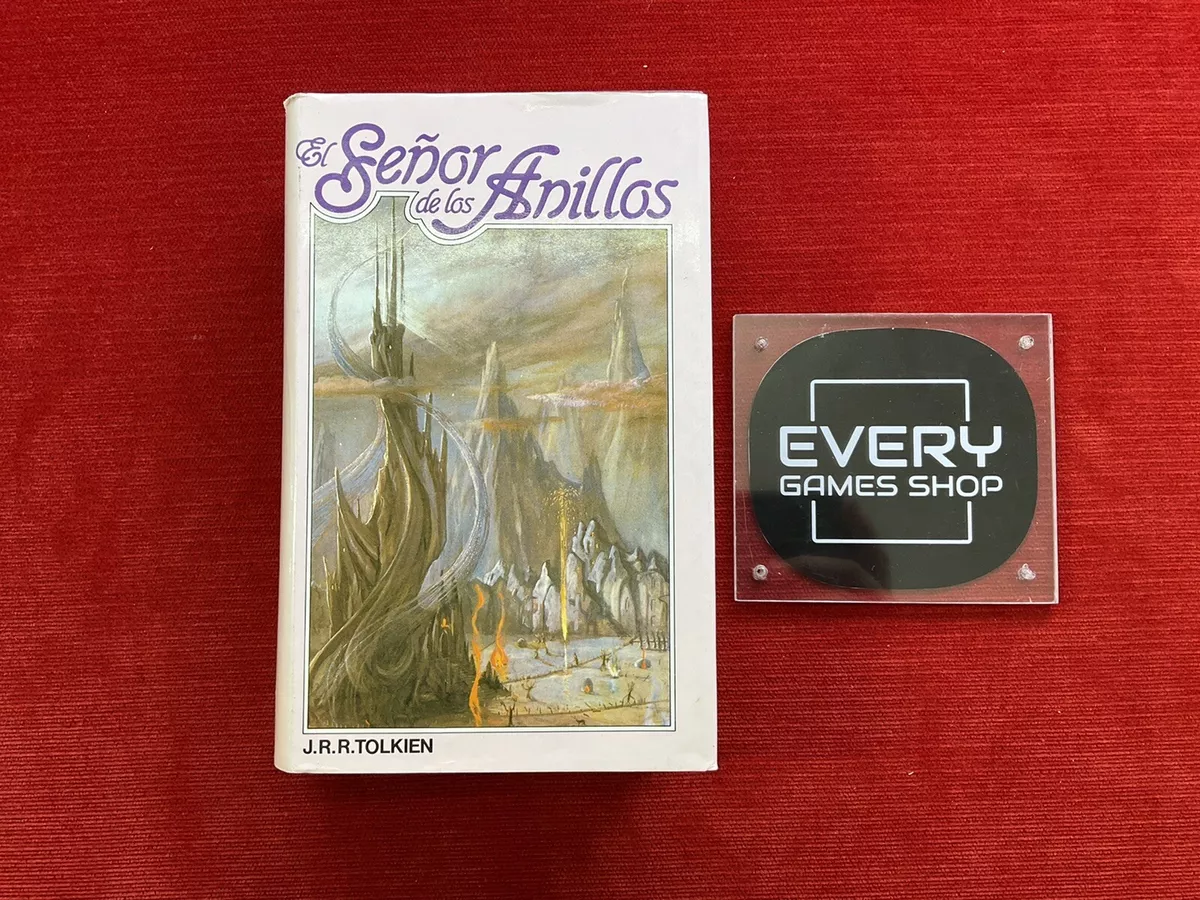 El Señor
de los Anillos
J.R.R.TOLKIEN
EVERY
GAMES SHOP